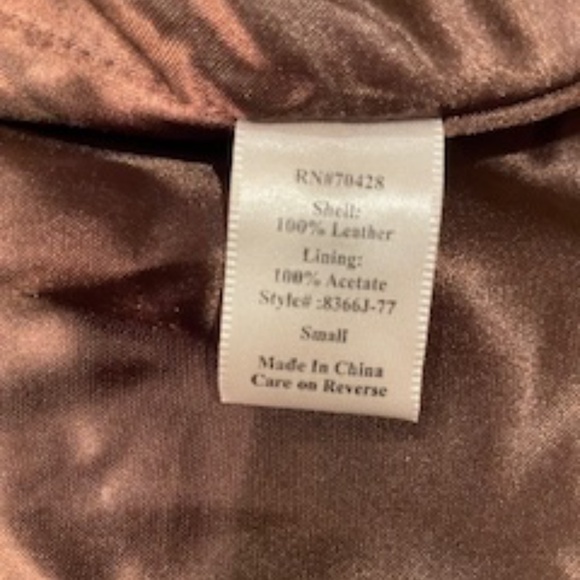 RN#70428
Shell:
100% Leather
Lining:
100% Acetate
Style# :8366J-77
Small
Made In China
Care on Reverse